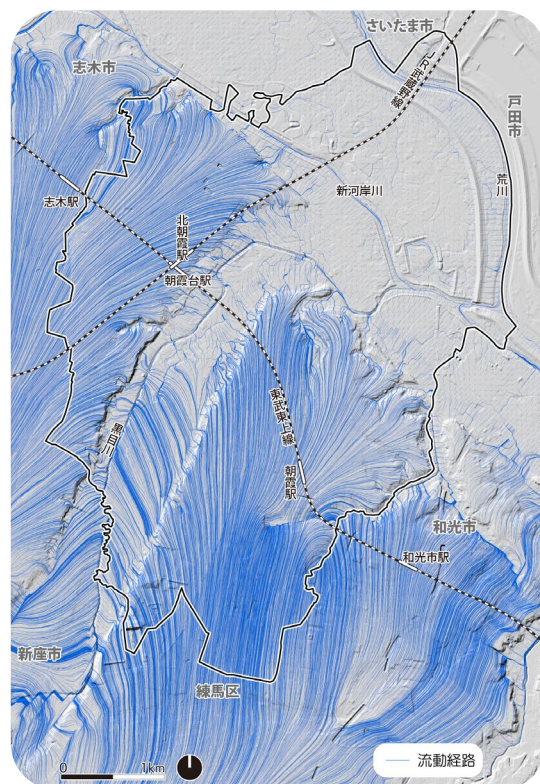 さいたま市
志木市
JR武蔵野線
戸田市
荒川
新河岸川
志木駅
北朝霞駅
朝霞台駅
東武東上線
黒目川
朝霞駅
和光市
和光市駅
新座市
練馬区
0 1km
流動経路